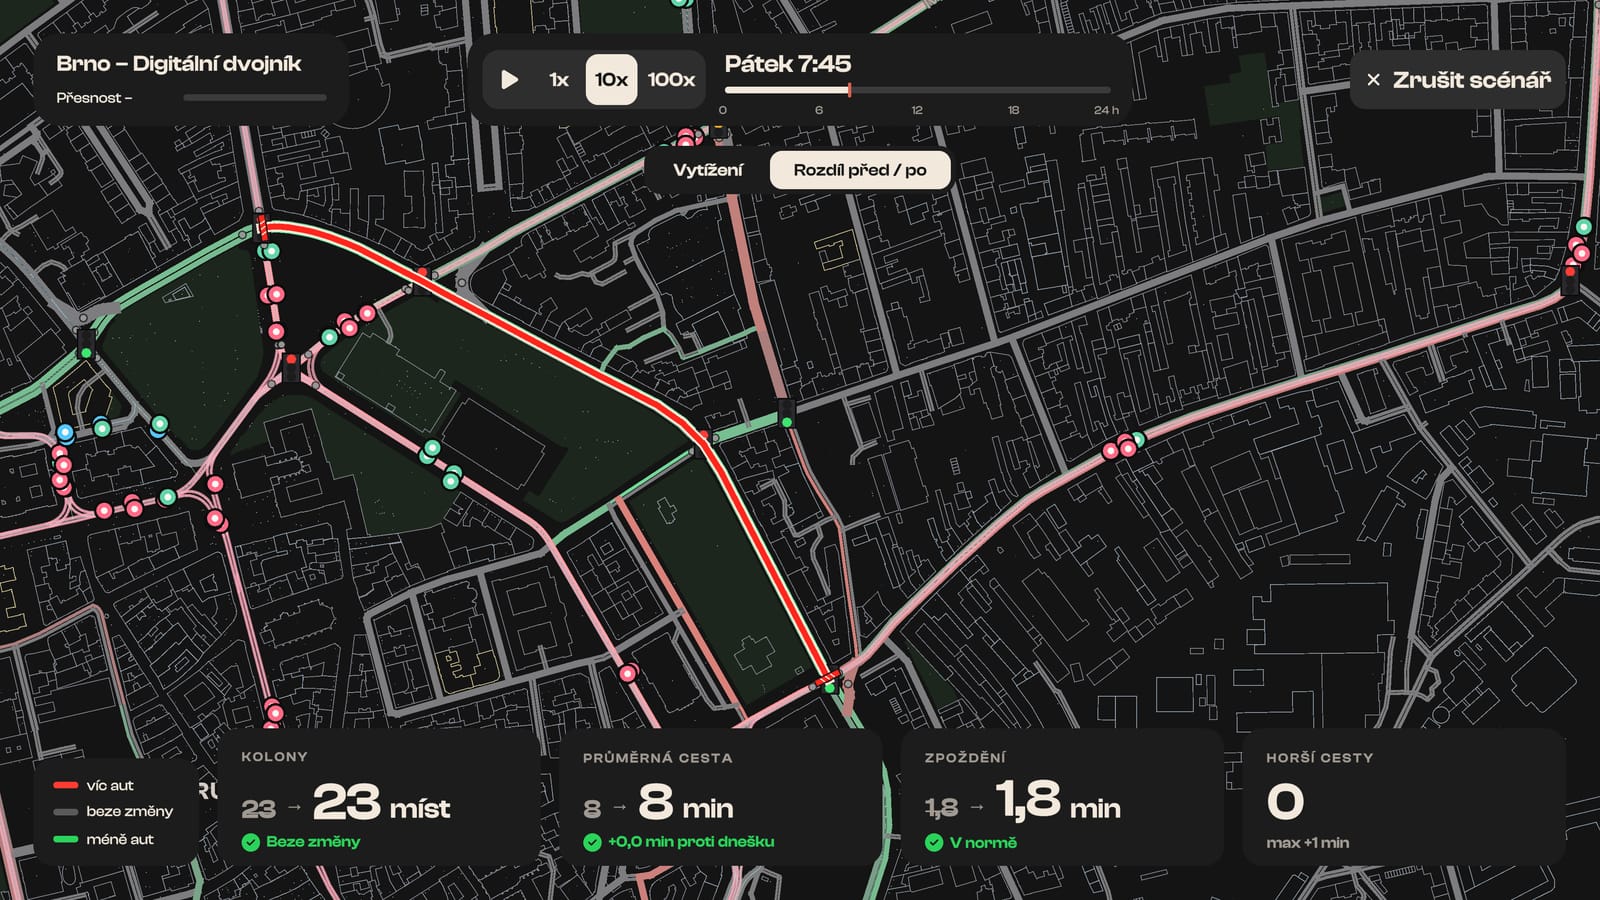 Brno – Digitální dvojník
Přesnost –
1x 10x 100x
Pátek 7:45
0 6 12 18 24 h
× Zrušit scénář
Vytížení
Rozdíl před / po
víc aut
beze změny
méně aut
KOLONY
23 → 23 míst
Beze změny
PRŮMĚRNÁ CESTA
8 → 8 min
+0,0 min proti dnešku
ZPOŽDĚNÍ
1,8 → 1,8 min
V normě
HORŠÍ CESTY
0
max +1 min